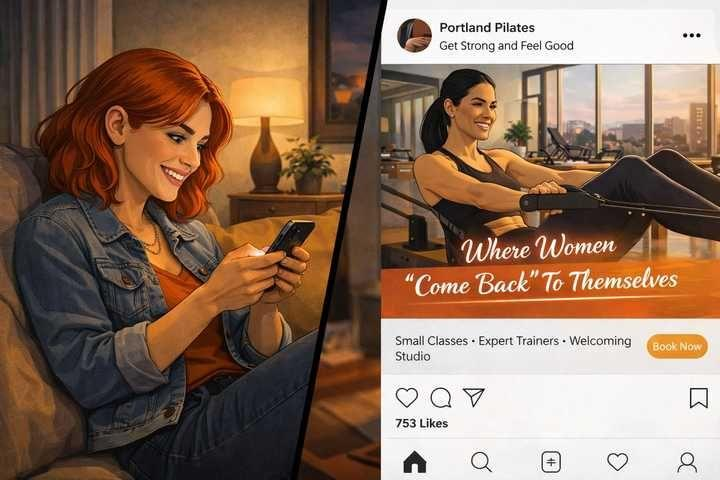 Portland Pilates
Get Strong and Feel Good
Where Women
"Come Back" To Themselves
Small Classes • Expert Trainers • Welcoming
Studio
Book Now
753 Likes